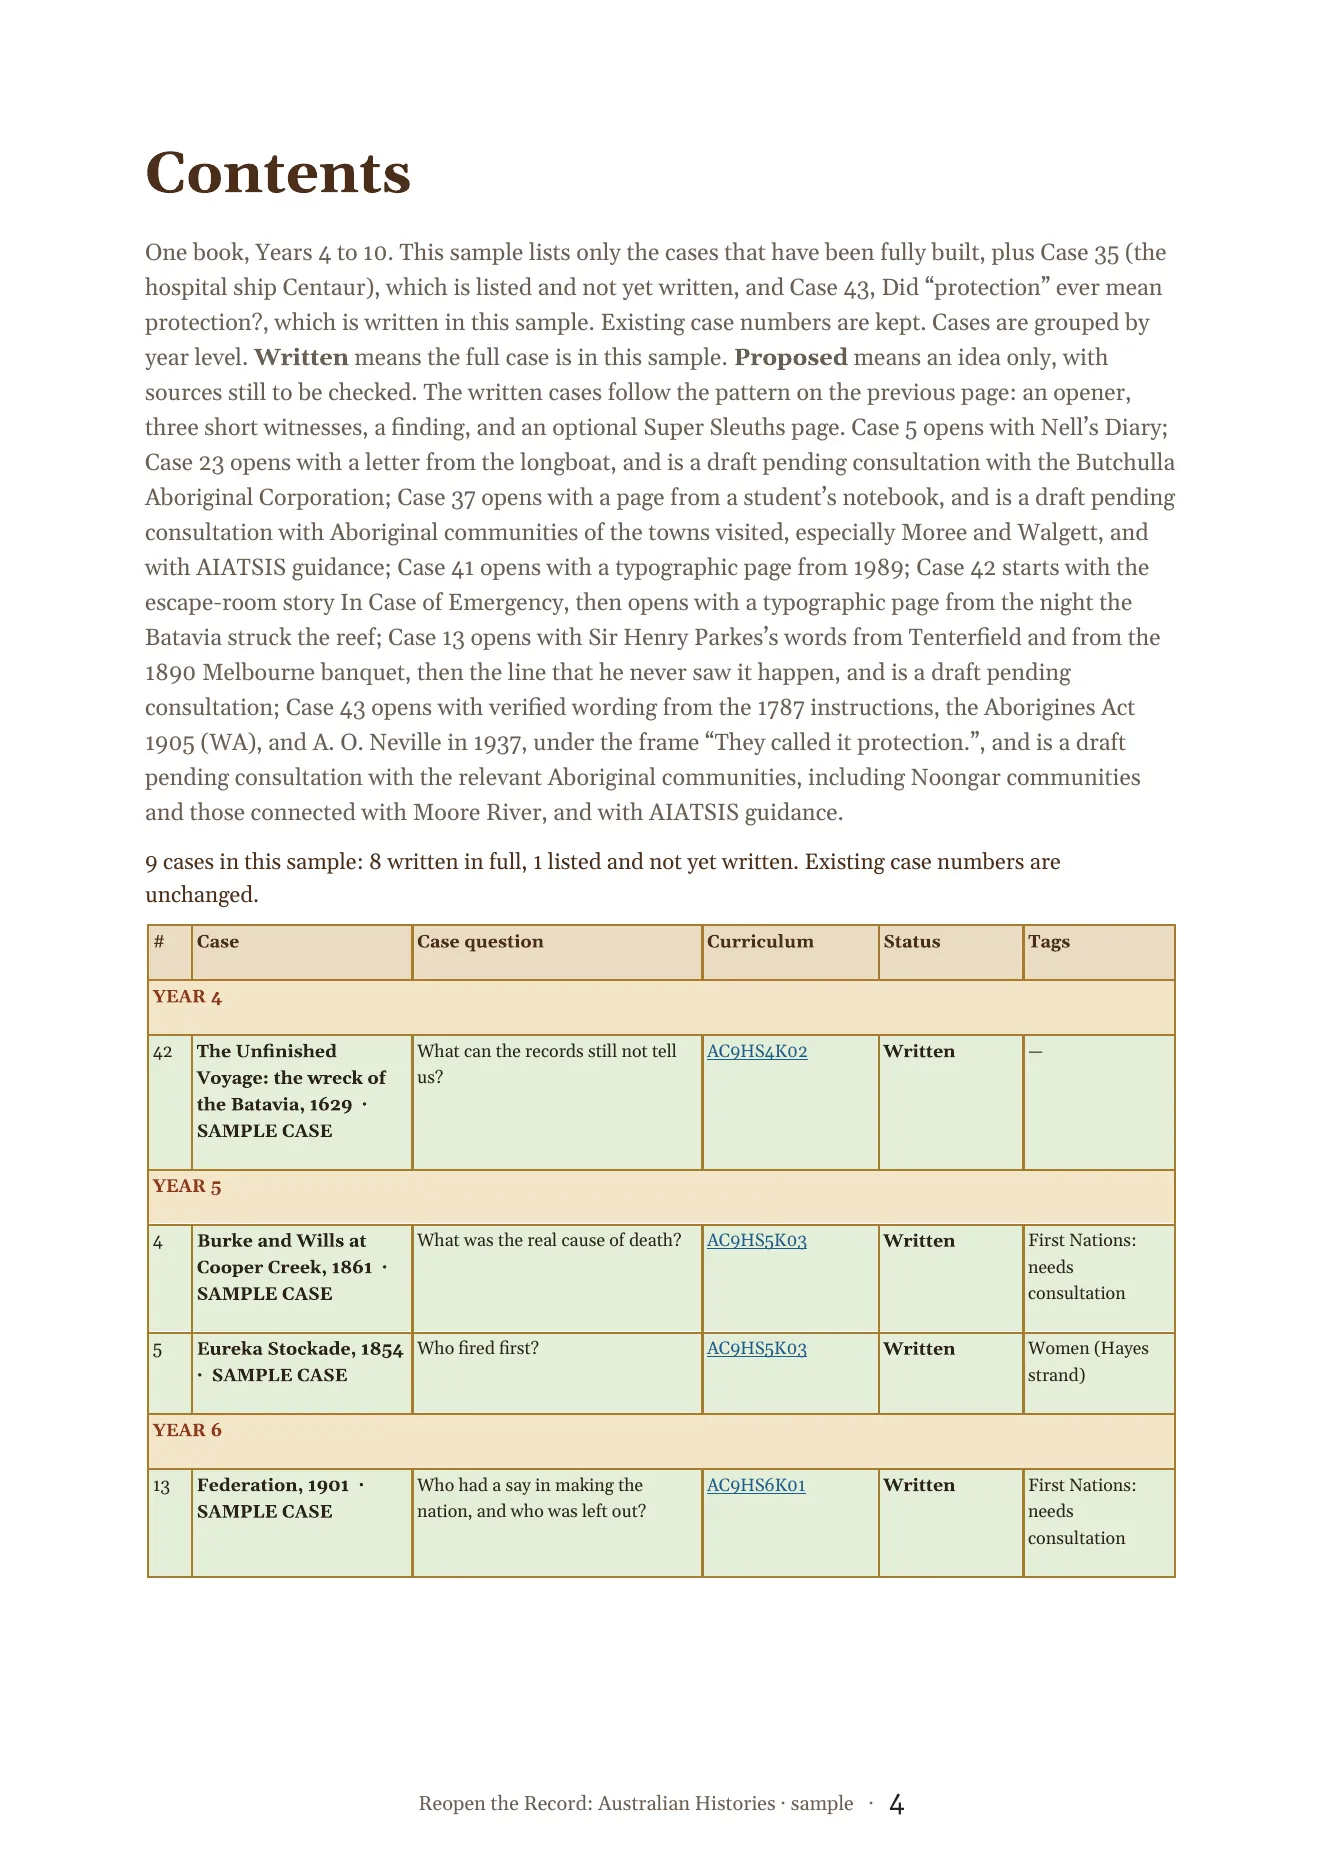 Contents
One book, Years 4 to 10. This sample lists only the cases that have been fully built, plus Case 35 (the
hospital ship Centaur), which is listed and not yet written, and Case 43, Did “protection” ever mean
protection?, which is written in this sample. Existing case numbers are kept. Cases are grouped by
year level. Written means the full case is in this sample. Proposed means an idea only, with
sources still to be checked. The written cases follow the pattern on the previous page: an opener,
three short witnesses, a finding, and an optional Super Sleuths page. Case 5 opens with Nell’s Diary;
Case 23 opens with a letter from the longboat, and is a draft pending consultation with the Butchulla
Aboriginal Corporation; Case 37 opens with a page from a student’s notebook, and is a draft pending
consultation with Aboriginal communities of the towns visited, especially Moree and Walgett, and
with AIATSIS guidance; Case 41 opens with a typographic page from 1989; Case 42 starts with the
escape-room story In Case of Emergency, then opens with a typographic page from the night the
Batavia struck the reef; Case 13 opens with Sir Henry Parkes’s words from Tenterfield and from the
1890 Melbourne banquet, then the line that he never saw it happen, and is a draft pending
consultation; Case 43 opens with verified wording from the 1787 instructions, the Aborigines Act
1905 (WA), and A. O. Neville in 1937, under the frame “They called it protection.”, and is a draft
pending consultation with the relevant Aboriginal communities, including Noongar communities
and those connected with Moore River, and with AIATSIS guidance.
9 cases in this sample: 8 written in full, 1 listed and not yet written. Existing case numbers are
unchanged.
# Case Case question Curriculum Status Tags
YEAR 4
42 The Unfinished What can the records still not tell AC9HS4K02 Written —
Voyage: the wreck of us?
the Batavia, 1629 ·
SAMPLE CASE
YEAR 5
4 Burke and Wills at What was the real cause of death? AC9HS5K03 Written First Nations:
Cooper Creek, 1861 · needs
SAMPLE CASE consultation
5 Eureka Stockade, 1854 Who fired first? AC9HS5K03 Written Women (Hayes
· SAMPLE CASE strand)
YEAR 6
13 Federation, 1901 · Who had a say in making the AC9HS6K01 Written First Nations:
SAMPLE CASE nation, and who was left out? needs
consultation
Reopen the Record: Australian Histories · sample · 4